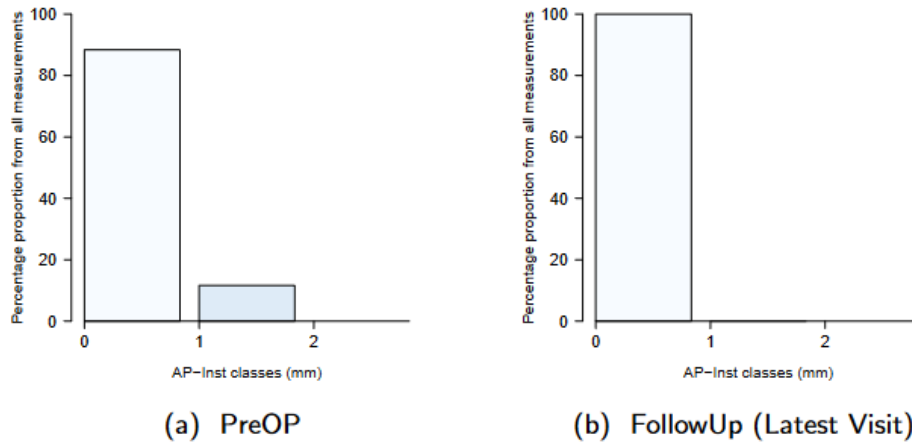 Percentage proportion from all measurements
100
80
60
40
20
0
0 1 2
AP-Inst classes (mm)
(a) PreOP
Percentage proportion from all measurements
100
80
60
40
20
0
0 1 2
AP-Inst classes (mm)
(b) FollowUp (Latest Visit)